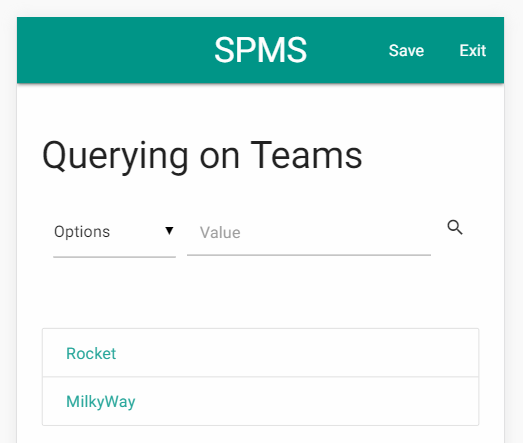 SPMS Save Exit
Querying on Teams
Options ▼ Value
Rocket
MilkyWay